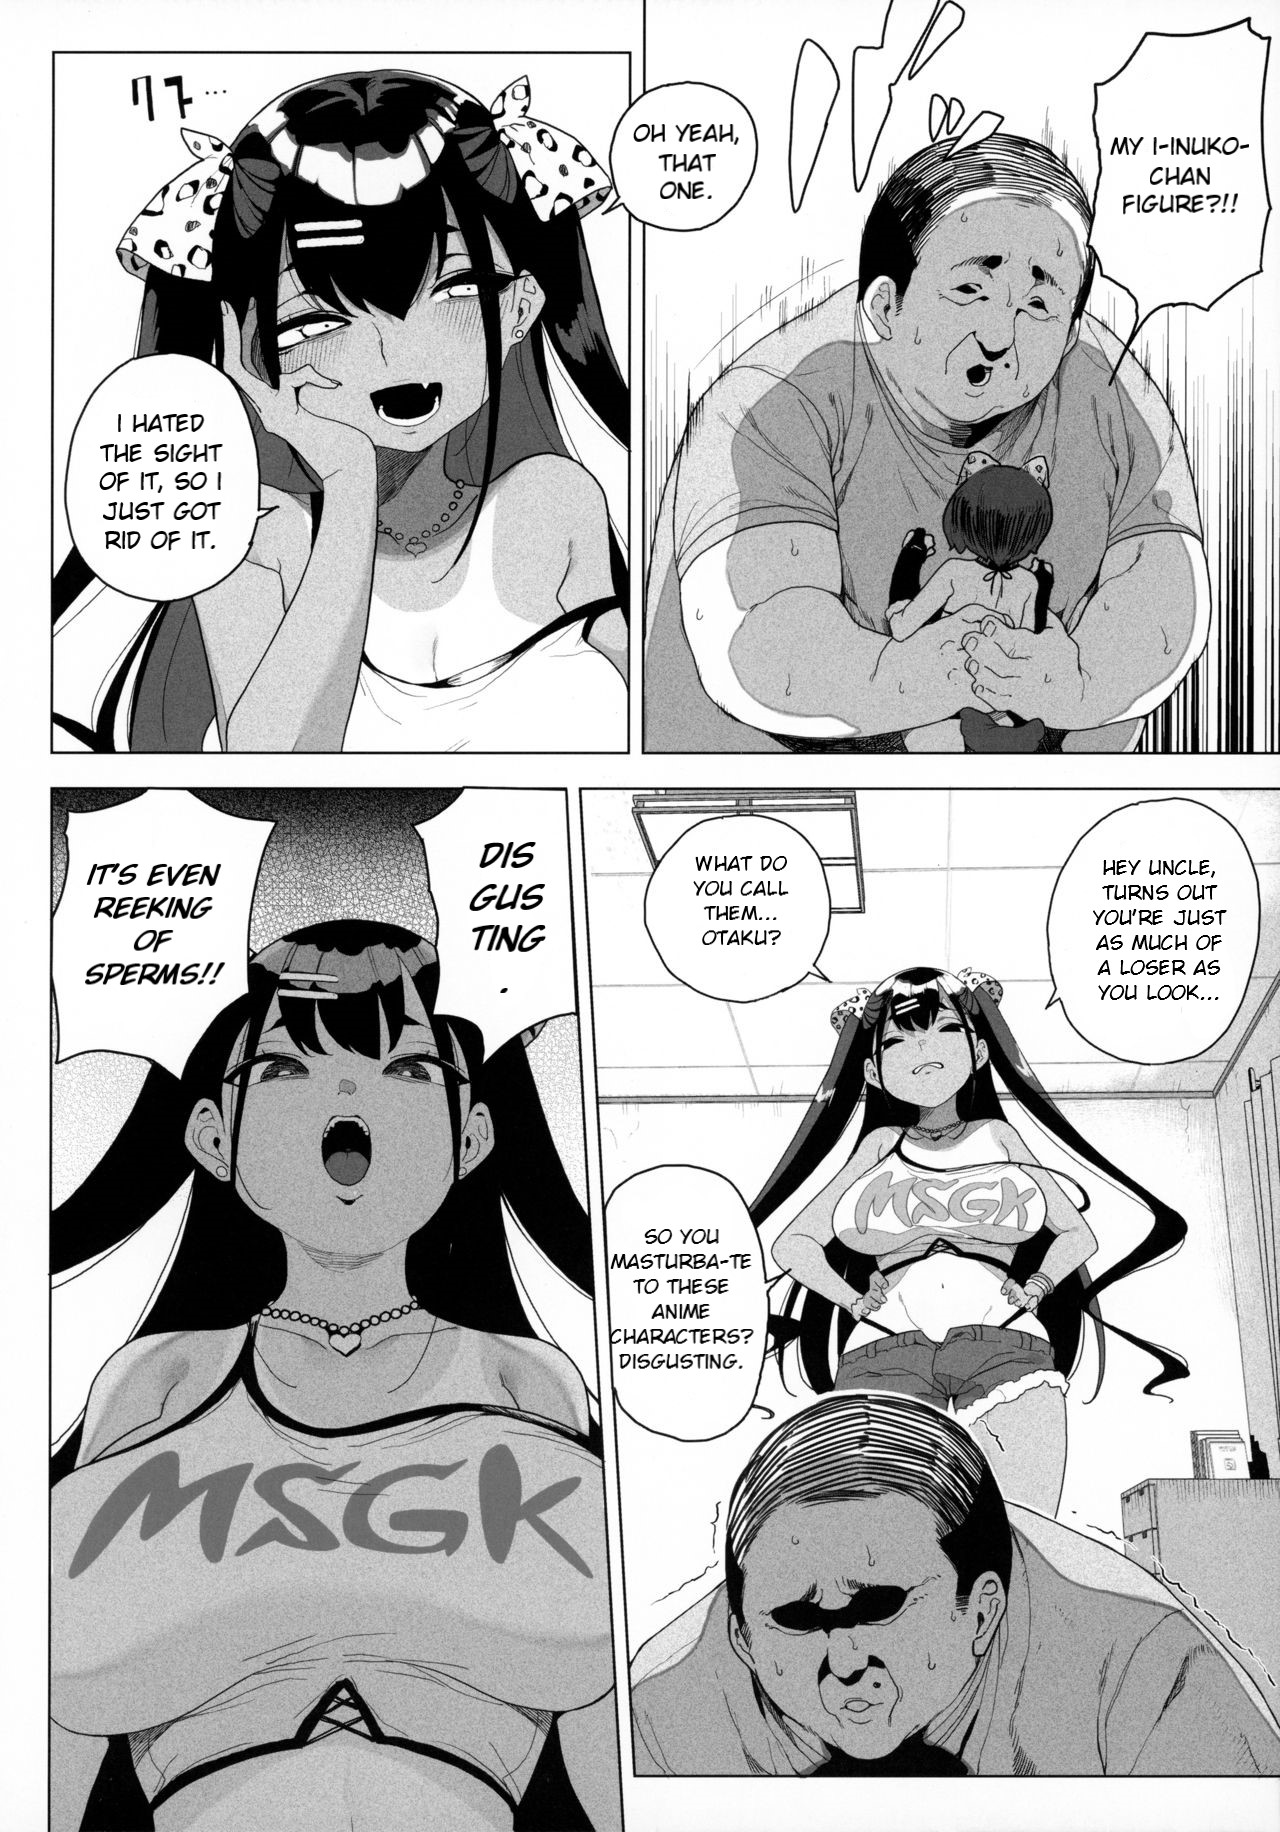 MY I-INUKO-
CHAN
FIGURE?!!
OH YEAH,
THAT
ONE.
クス…
I HATED
THE SIGHT
OF IT, SO I
JUST GOT
RID OF IT.
HEY UNCLE,
TURNS OUT
YOU'RE JUST
AS MUCH OF
A LOSER AS
YOU LOOK...
WHAT DO
YOU CALL
THEM...
OTAKU?
MSGK
SO YOU
MASTURBA-TE
TO THESE
ANIME
CHARACTERS?
DISGUSTING.
DIS
GUS
TING
.
IT'S EVEN
REEKING
OF
SPERMS!!
MSGK